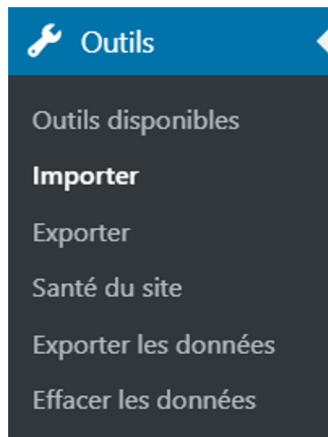 Outils
Outils disponibles
Importer
Exporter
Santé du site
Exporter les données
Effacer les données